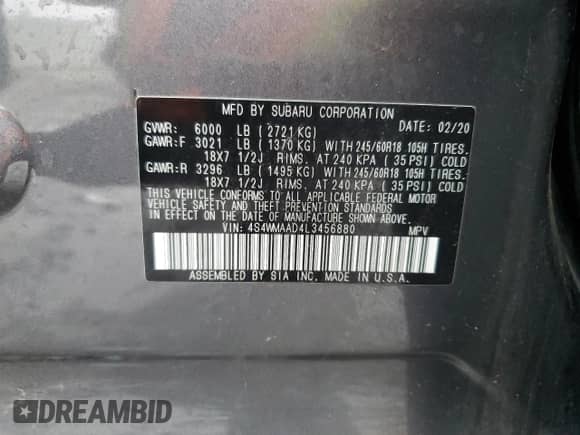 MFD BY SUBARU CORPORATION DATE: 02/20
GVWR: 6000 LB ( 2721 KG)
GAWR:F 3021 LB ( 1370 KG) WITH 245/60R18 105H TIRES.
18X7 1/2J RIMS. AT 240 KPA ( 35 PSI) COLD
GAWR:R 3296 LB ( 1495 KG) WITH 245/60R18 105H TIRES.
18X7 1/2J RIMS. AT 240 KPA ( 35 PSI) COLD
THIS VEHICLE CONFORMS TO ALL APPLICABLE FEDERAL MOTOR
VEHICLE SAFETY, BUMPER, AND THEFT PREVENTION STANDARDS
IN EFFECT ON THE DATE OF MANUFACTURE SHOWN ABOVE.
VIN: 4S4WMAAD4L3456880 MPV
ASSEMBLED BY SIA INC. MADE IN U.S.A.
DREAMBID